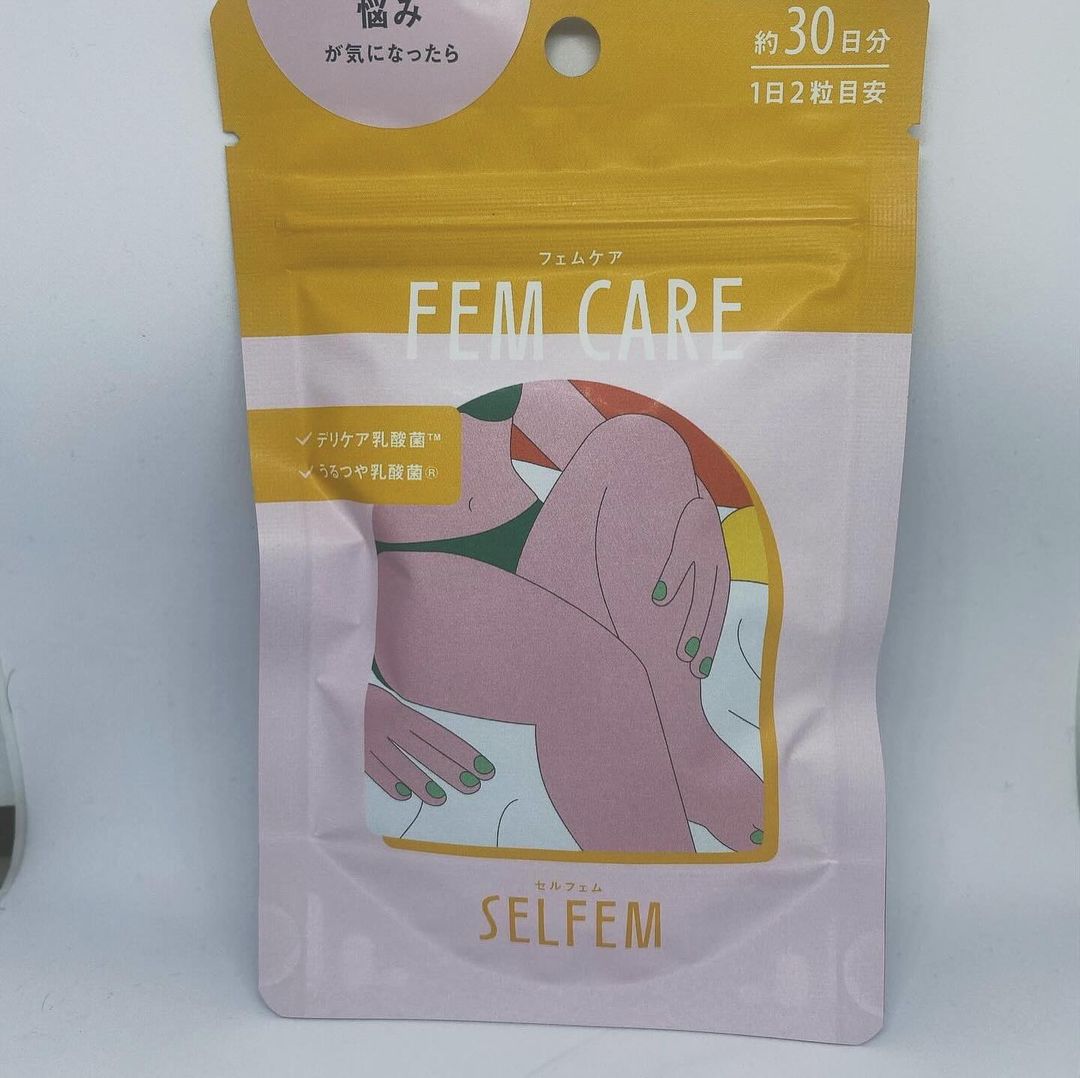 悩み
が気になったら
約30日分
1日2粒目安
フェムケア
FEM CARE
✓デリケア乳酸菌™
✓うるつや乳酸菌®
セルフェム
SELFEM